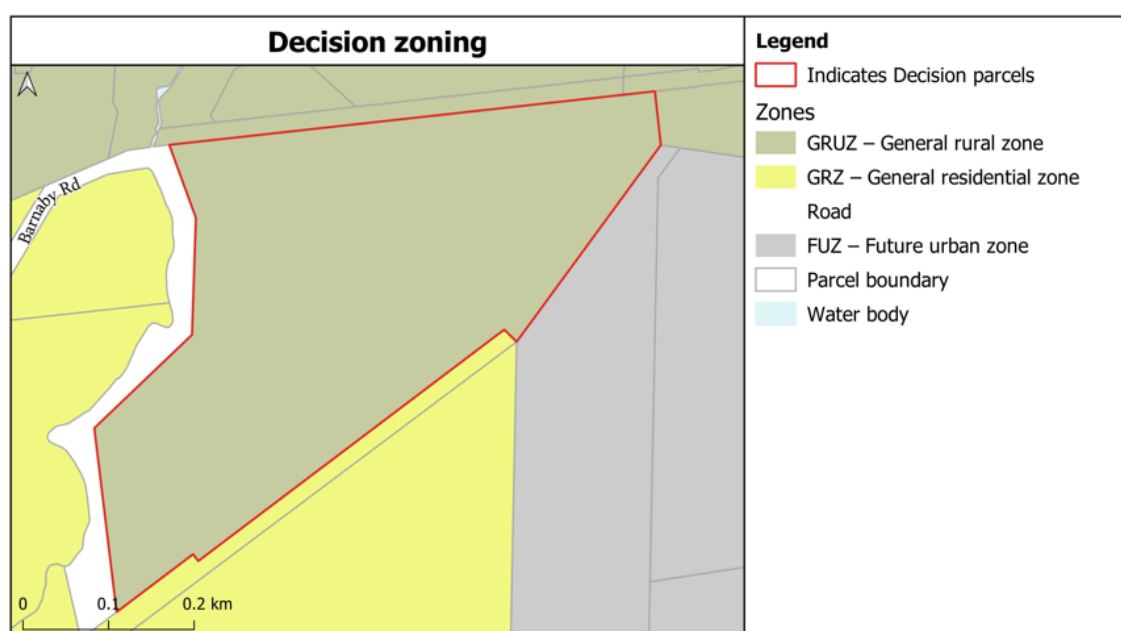 Decision zoning
Barnaby Rd
0 0.1 0.2 km
Legend
Indicates Decision parcels
Zones
GRUZ – General rural zone
GRZ – General residential zone
Road
FUZ – Future urban zone
Parcel boundary
Water body